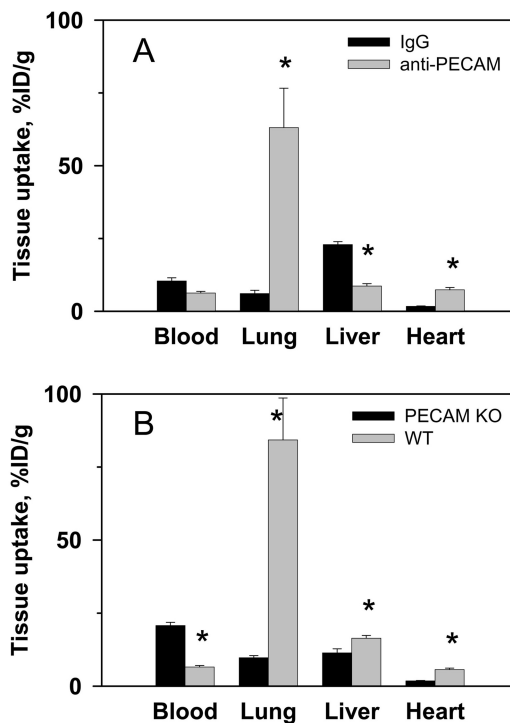 A
IgG
anti-PECAM
Tissue uptake, %ID/g
100
50
0
*
*
*
Blood Lung Liver Heart
B
PECAM KO
WT
Tissue uptake, %ID/g
100
50
0
*
*
*
*
Blood Lung Liver Heart